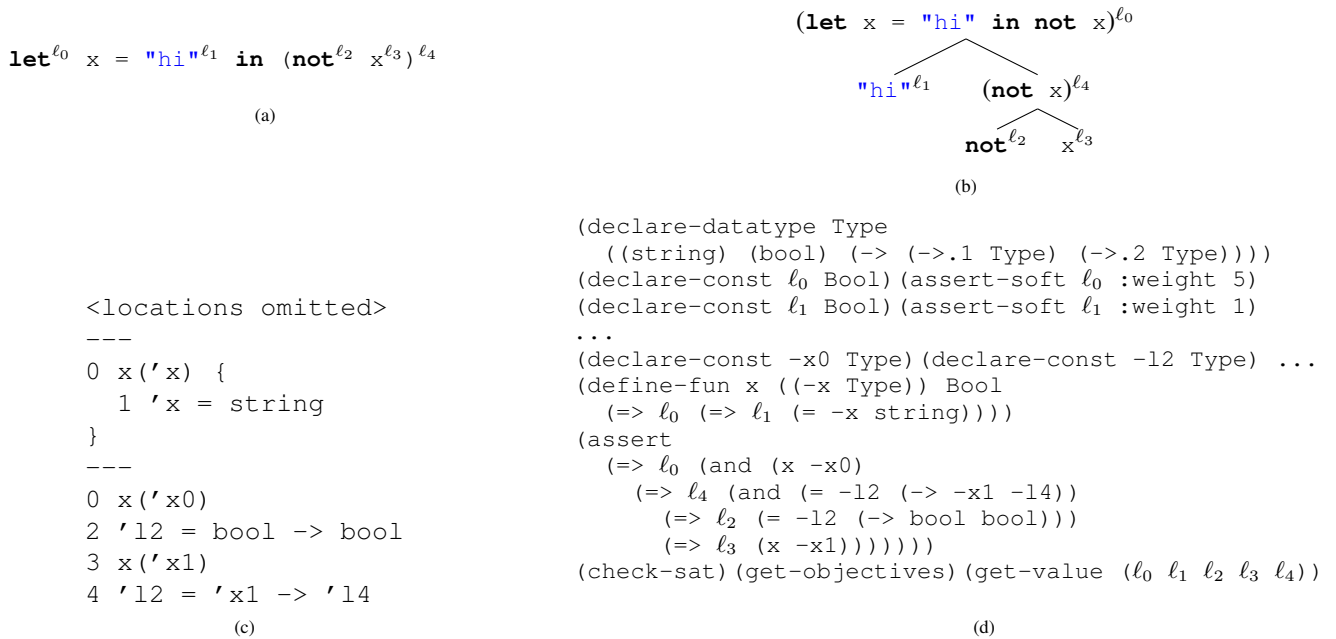 let^ℓ0 x = "hi"^ℓ1 in (not^ℓ2 x^ℓ3)^ℓ4
(a)
(let x = "hi" in not x)^ℓ0
"hi"^ℓ1 (not x)^ℓ4
not^ℓ2 x^ℓ3
(b)
<locations omitted>
---
0 x('x) {
1 'x = string
}
---
0 x('x0)
2 'l2 = bool -> bool
3 x('x1)
4 'l2 = 'x1 -> 'l4
(c)
(declare-datatype Type
((string) (bool) (-> (->.1 Type) (->.2 Type))))
(declare-const ℓ0 Bool)(assert-soft ℓ0 :weight 5)
(declare-const ℓ1 Bool)(assert-soft ℓ1 :weight 1)
...
(declare-const -x0 Type)(declare-const -l2 Type) ...
(define-fun x ((-x Type)) Bool
(=> ℓ0 (=> ℓ1 (= -x string))))
(assert
(=> ℓ0 (and (x -x0)
(=> ℓ4 (and (= -l2 (-> -x1 -l4))
(=> ℓ2 (= -l2 (-> bool bool)))
(=> ℓ3 (x -x1)))))))
(check-sat)(get-objectives)(get-value (ℓ0 ℓ1 ℓ2 ℓ3 ℓ4))
(d)